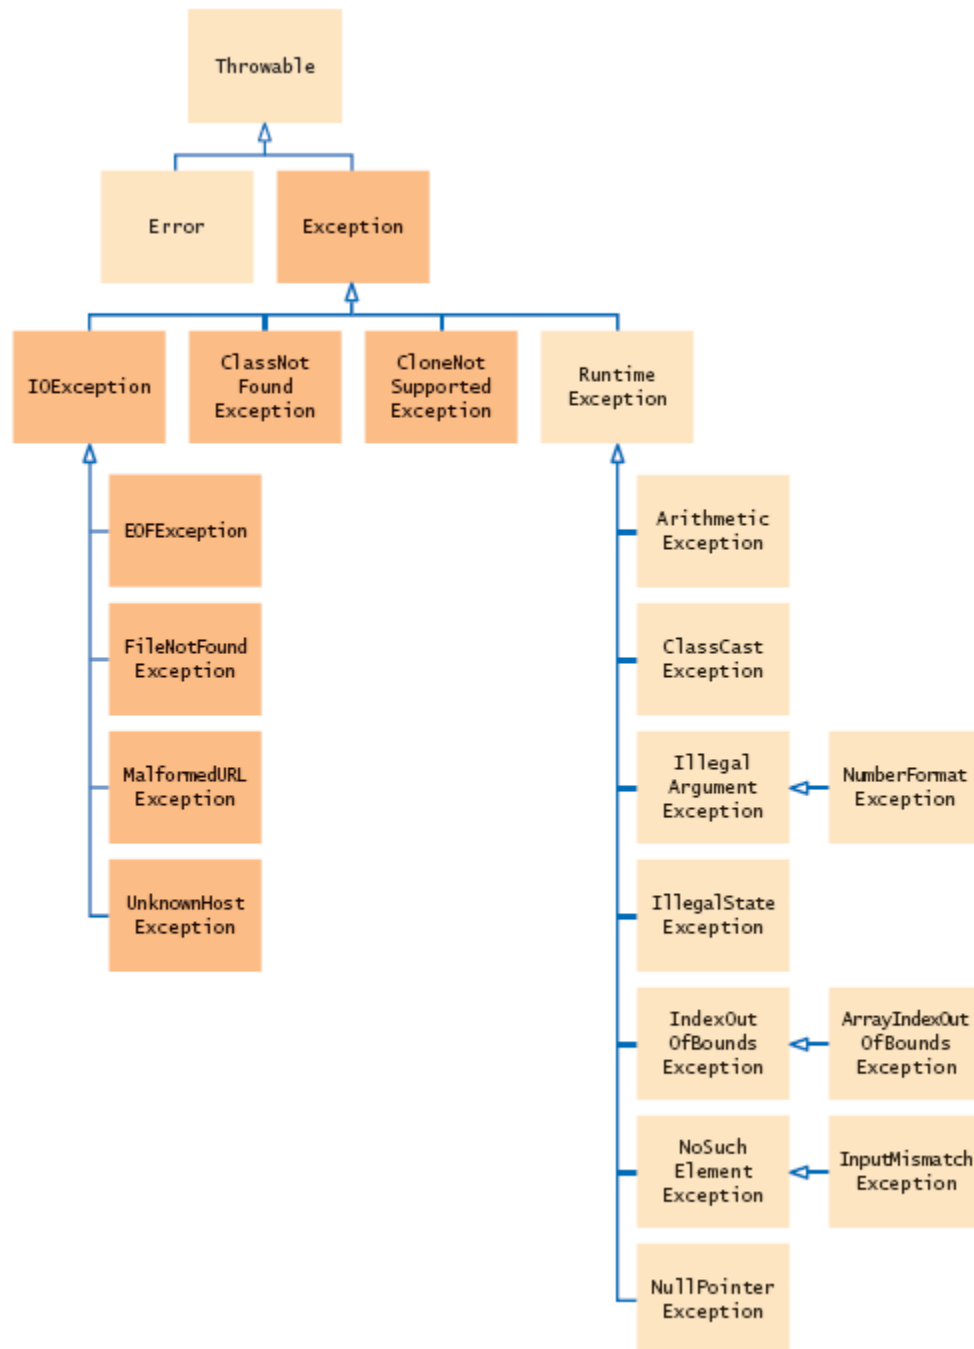 Throwable
Error
Exception
IOException
ClassNot
Found
Exception
CloneNot
Supported
Exception
Runtime
Exception
EOFException
FileNotFound
Exception
MalformedURL
Exception
UnknownHost
Exception
Arithmetic
Exception
ClassCast
Exception
Illegal
Argument
Exception
NumberFormat
Exception
IllegalState
Exception
IndexOut
OfBounds
Exception
ArrayIndexOut
OfBounds
Exception
NoSuch
Element
Exception
InputMismatch
Exception
NullPointer
Exception